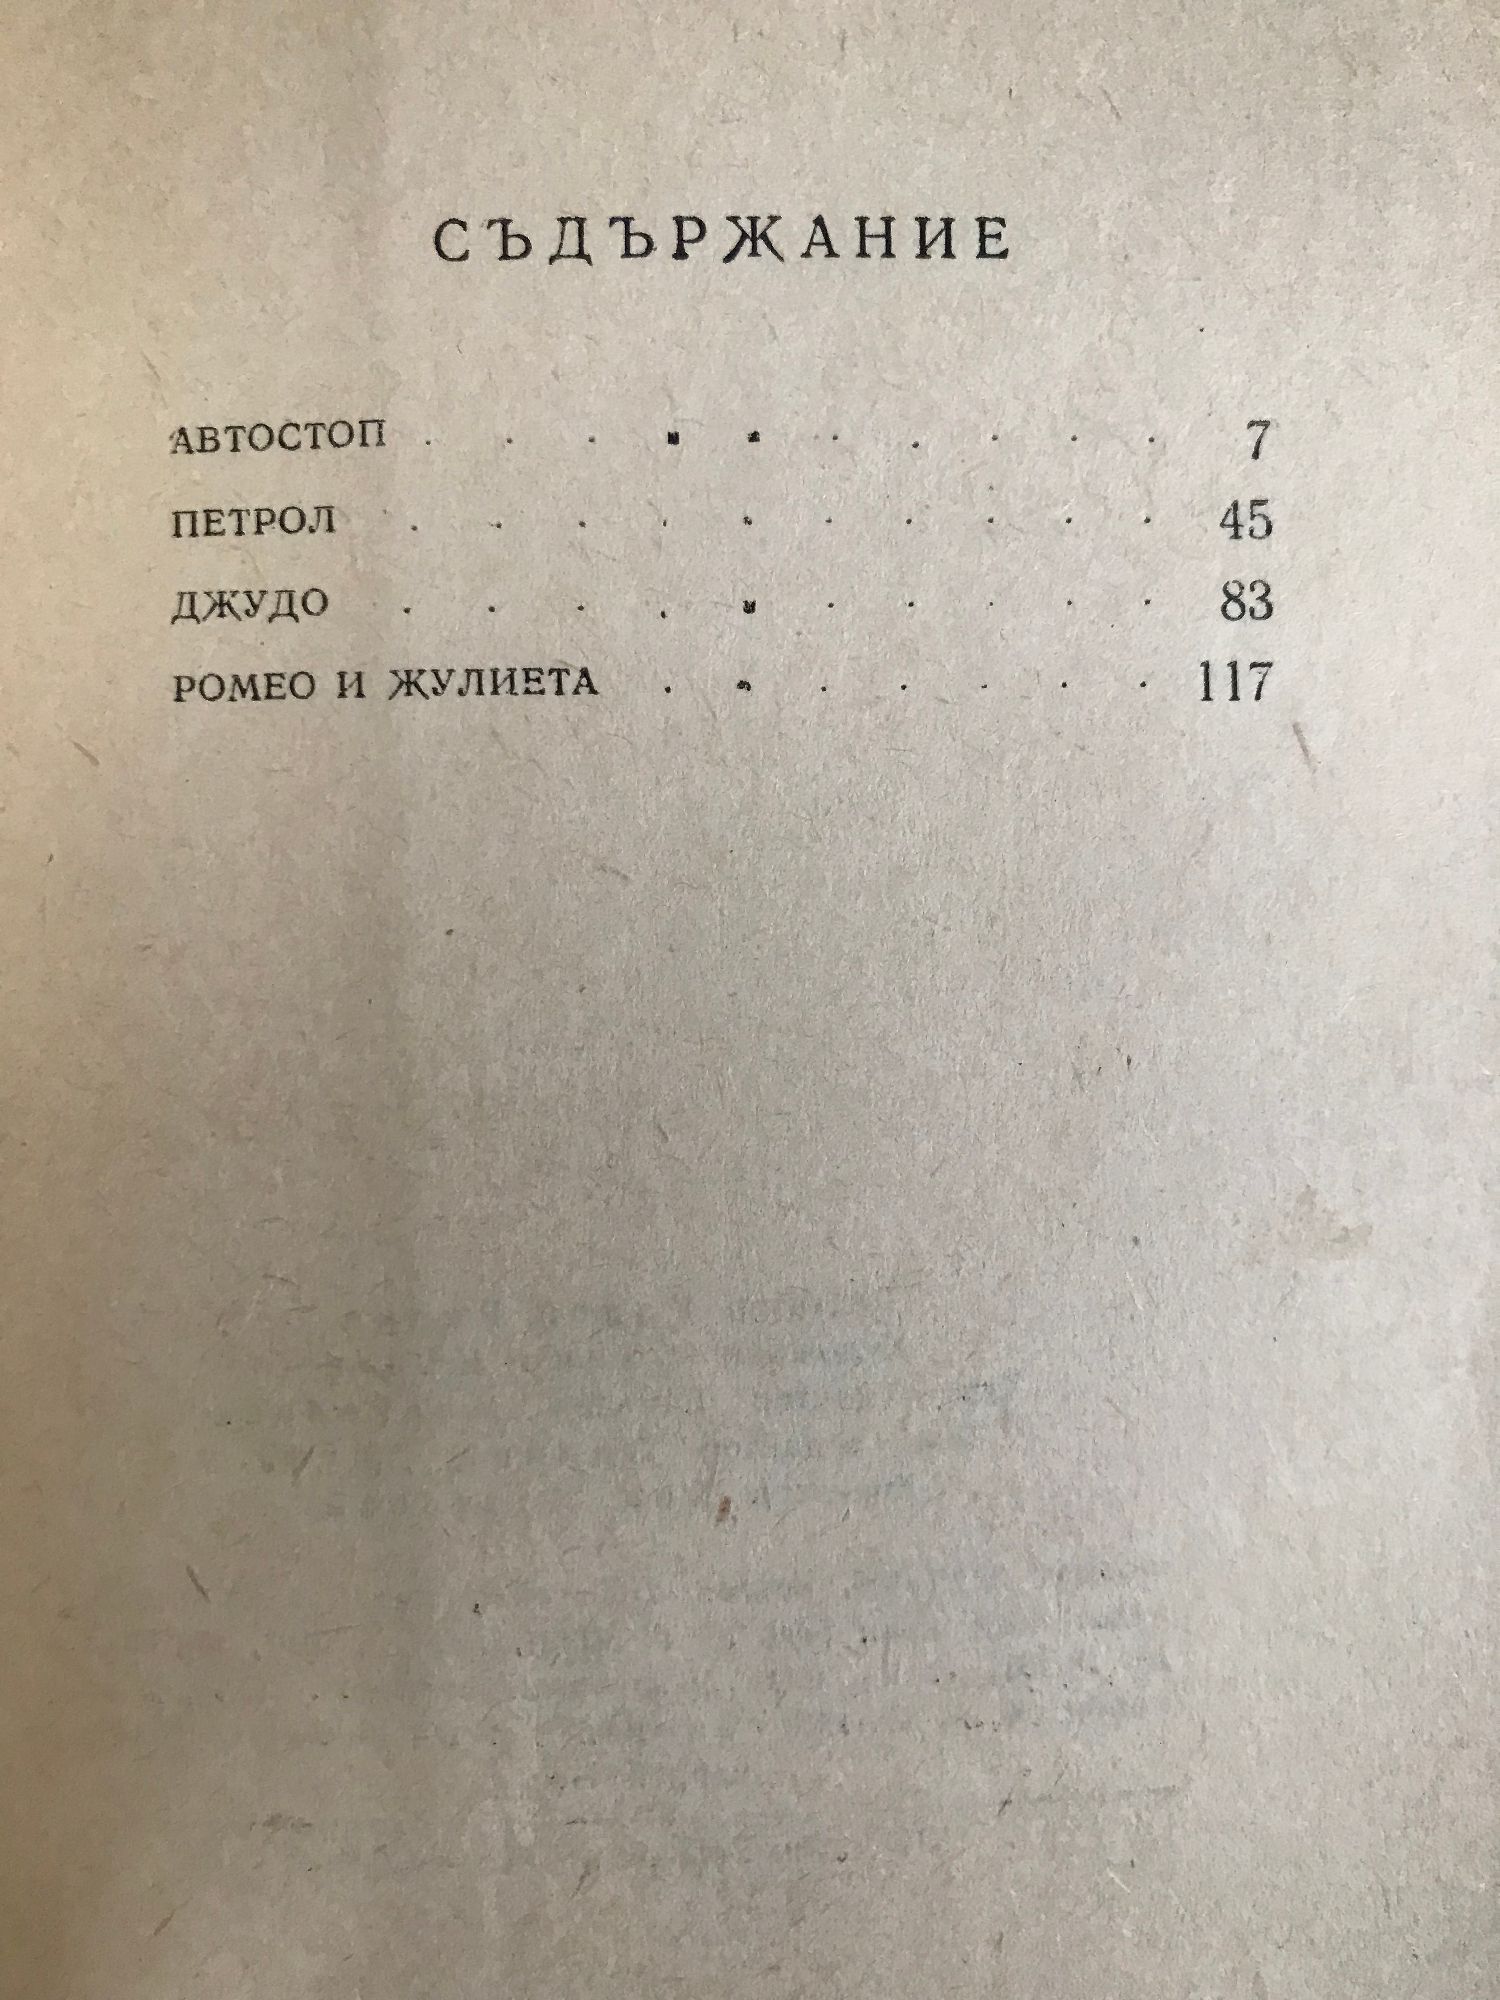 СЪДЪРЖАНИЕ
АВТОСТОП . . . . . . . . . . 7
ПЕТРОЛ . . . . . . . . . . 45
ДЖУДО . . . . . . . . . . 83
РОМЕО И ЖУЛИЕТА . . . . . . . 117